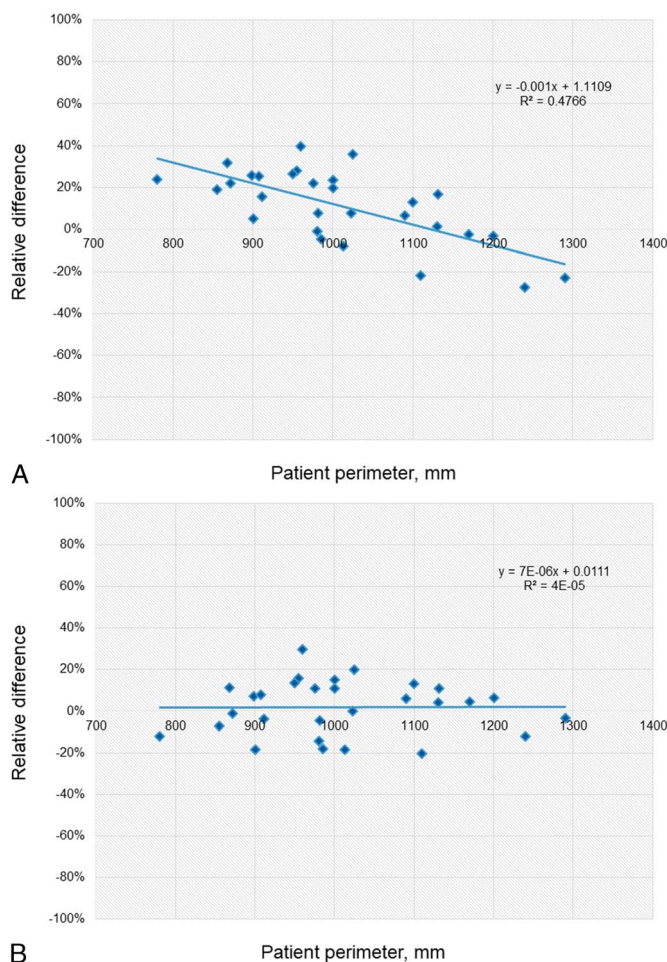 100%
80%
60%
y = -0.001x + 1.1109
R² = 0.4766
40%
20%
0%
700 800 900 1000 1100 1200 1300 1400
-20%
-40%
-60%
-80%
-100%
Relative difference
A
Patient perimeter, mm
100%
80%
60%
y = 7E-06x + 0.0111
R² = 4E-05
40%
20%
0%
700 800 900 1000 1100 1200 1300 1400
-20%
-40%
-60%
-80%
-100%
Relative difference
B
Patient perimeter, mm